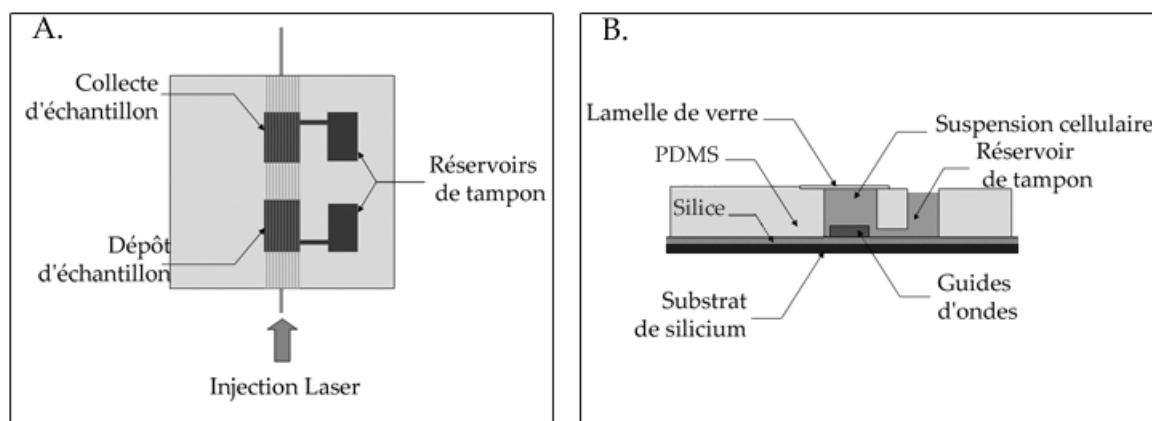 A.
Collecte
d'échantillon
Réservoirs
de tampon
Dépôt
d'échantillon
Injection Laser
B.
Lamelle de verre
Suspension cellulaire
PDMS
Réservoir
de tampon
Silice
Substrat
de silicium
Guides
d'ondes